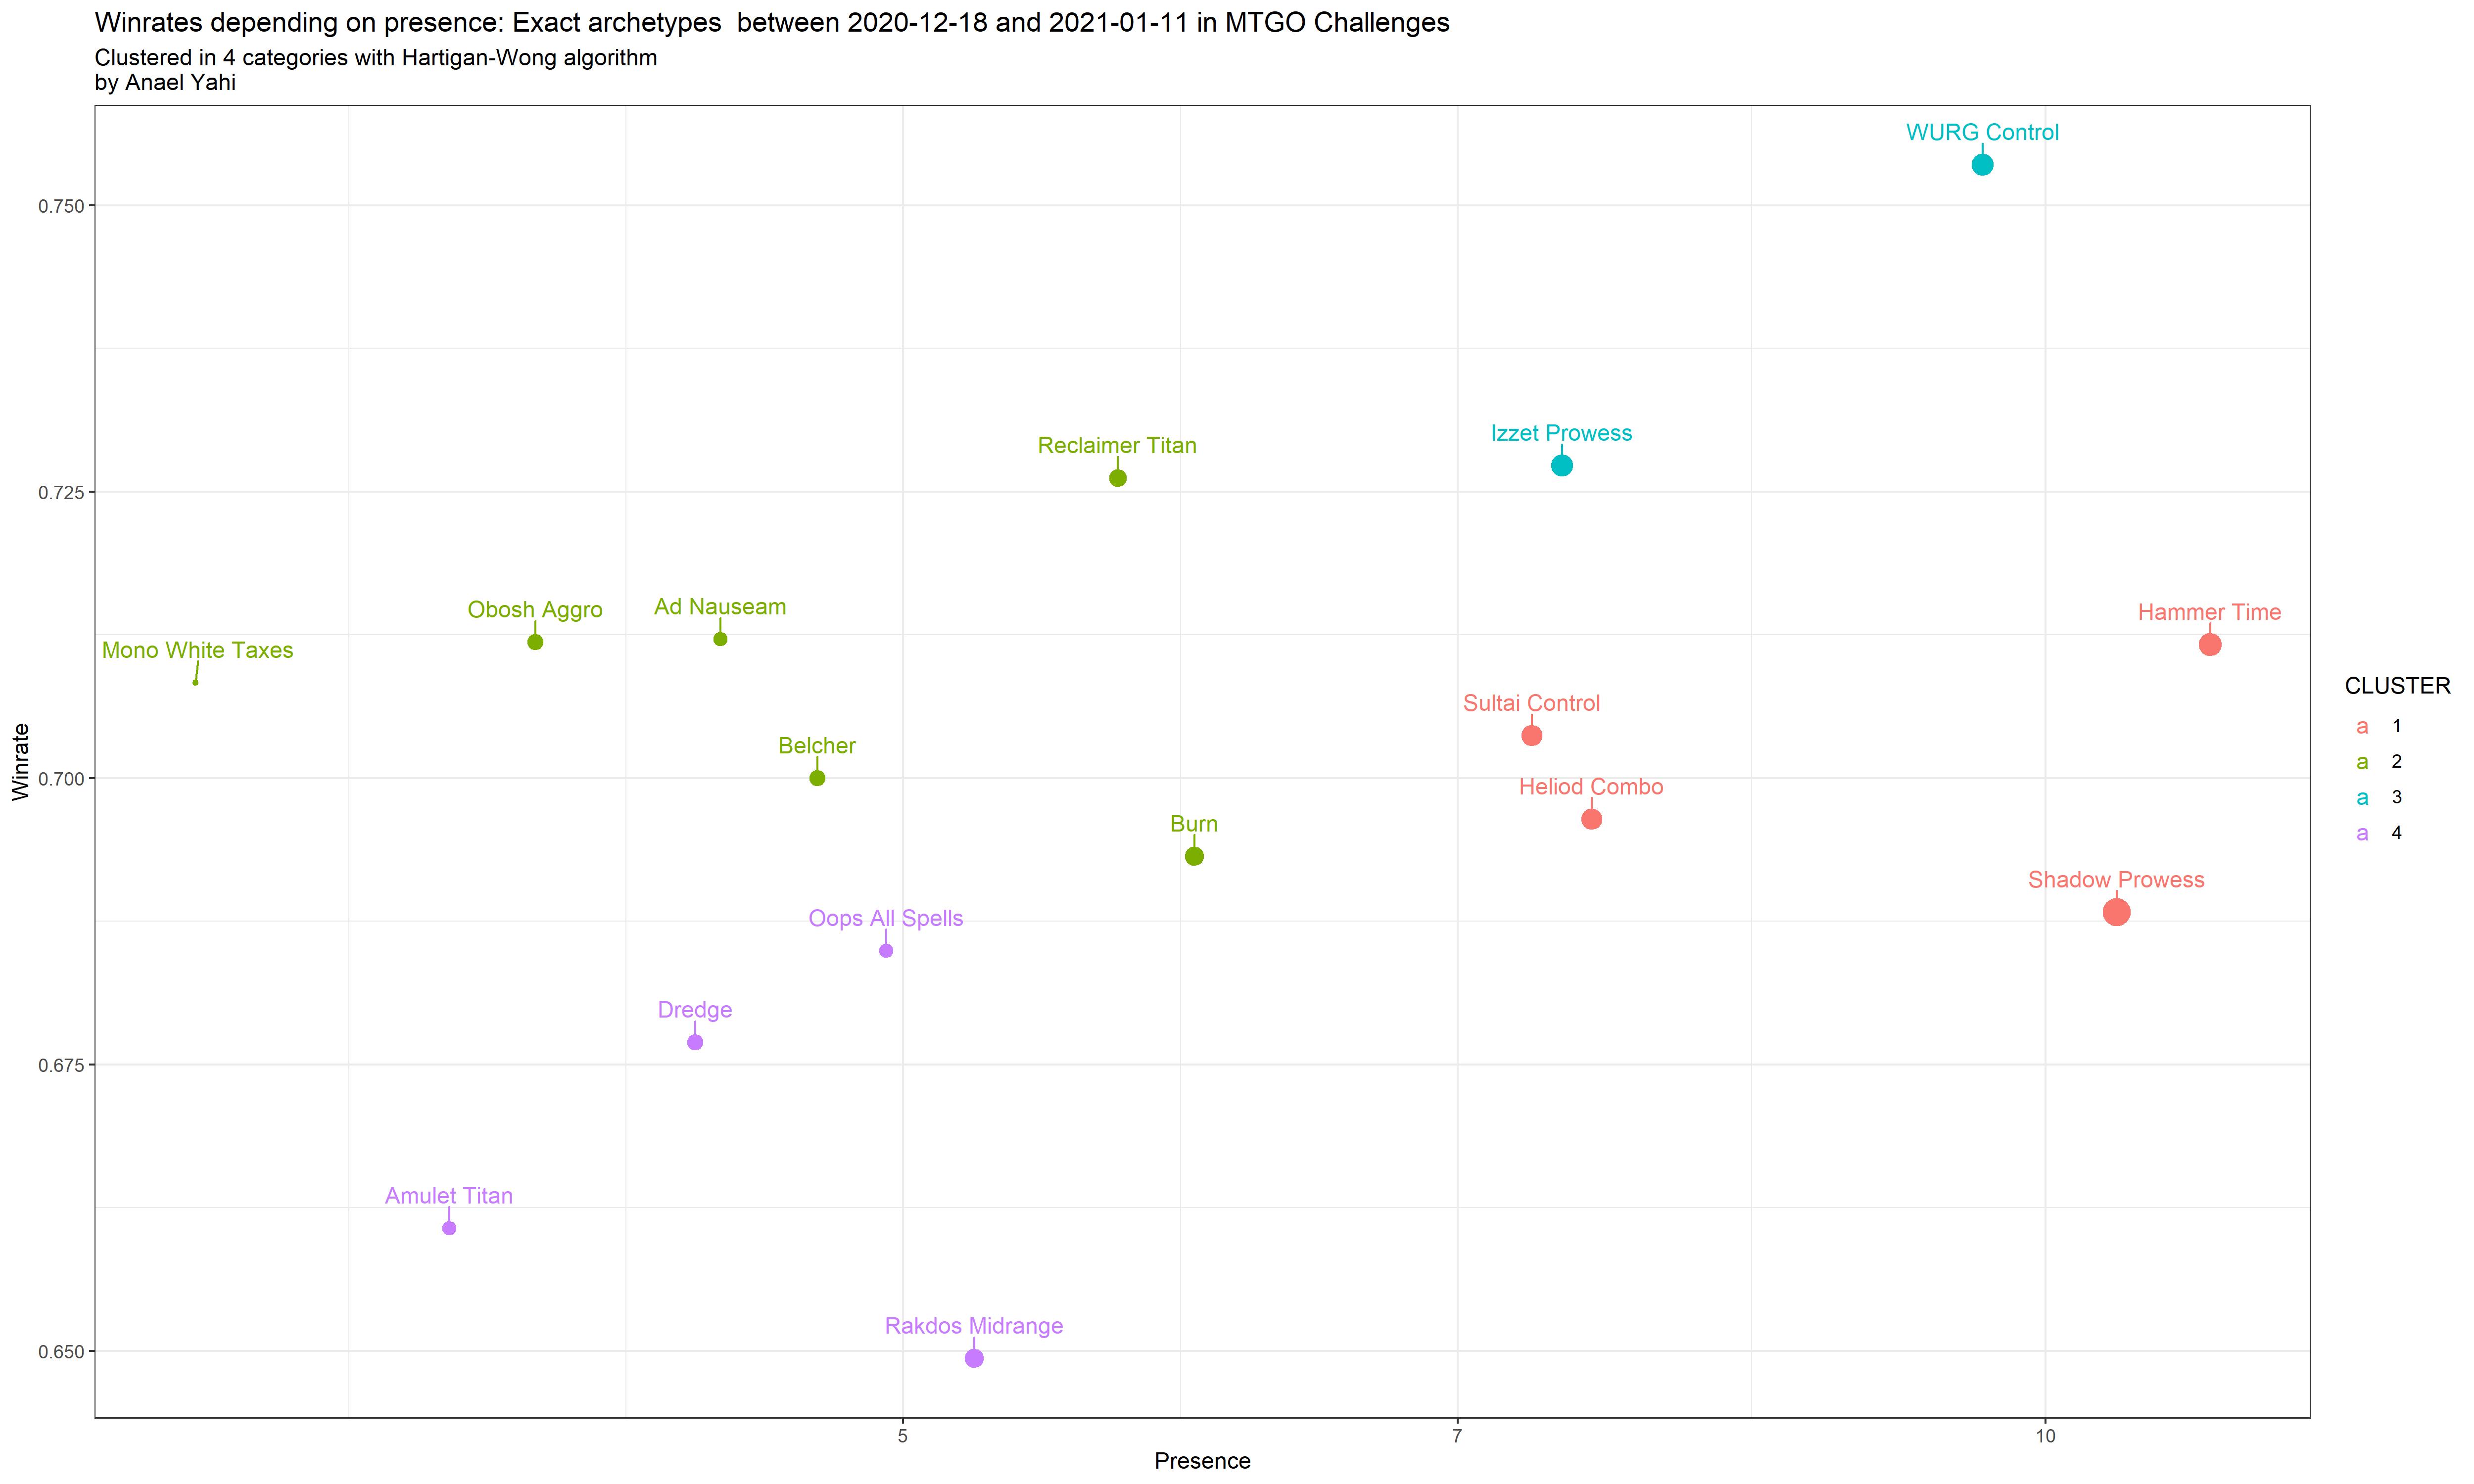 Winrates depending on presence: Exact archetypes  between 2020-12-18 and 2021-01-11 in MTGO Challenges
Clustered in 4 categories with Hartigan-Wong algorithm
by Anael Yahi
WURG Control
0.750
Izzet Prowess
Reclaimer Titan
0.725
Ad Nauseam
Obosh Aggro
Hammer Time
Mono White Taxes
CLUSTER
Sultai Control
a 1
Belcher
a 2
Winrate
0.700
Heliod Combo
a 3
Burn
a 4
Shadow Prowess
Oops All Spells
Dredge
0.675
Amulet Titan
Rakdos Midrange
0.650
5
7
10
Presence